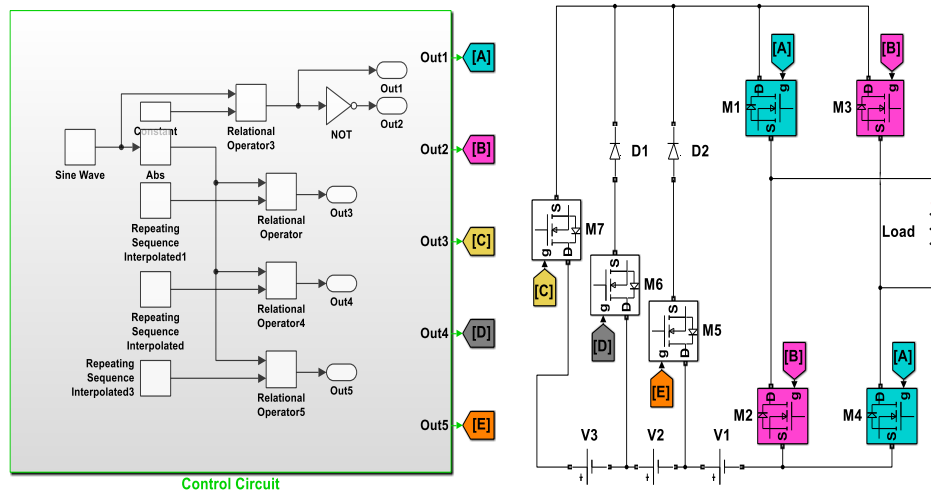 Out1
[A]
Out1
Out2
NOT
Constant
Relational
Operator3
Sine Wave
Abs
Out2
[B]
Repeating
Sequence
Interpolated1
Relational
Operator
Out3
Out3
[C]
Repeating
Sequence
Interpolated
Relational
Operator4
Out4
Out4
[D]
Repeating
Sequence
Interpolated3
Relational
Operator5
Out5
Out5
[E]
Control Circuit
[A]
[B]
M1
D
g
S
M3
D
g
S
D1
D2
S
M7
g
D
[C]
S
M6
g
D
[D]
S
M5
g
D
[E]
Load
[B]
[A]
M2
D
g
S
M4
D
g
S
V3
V2
V1
+
+
+